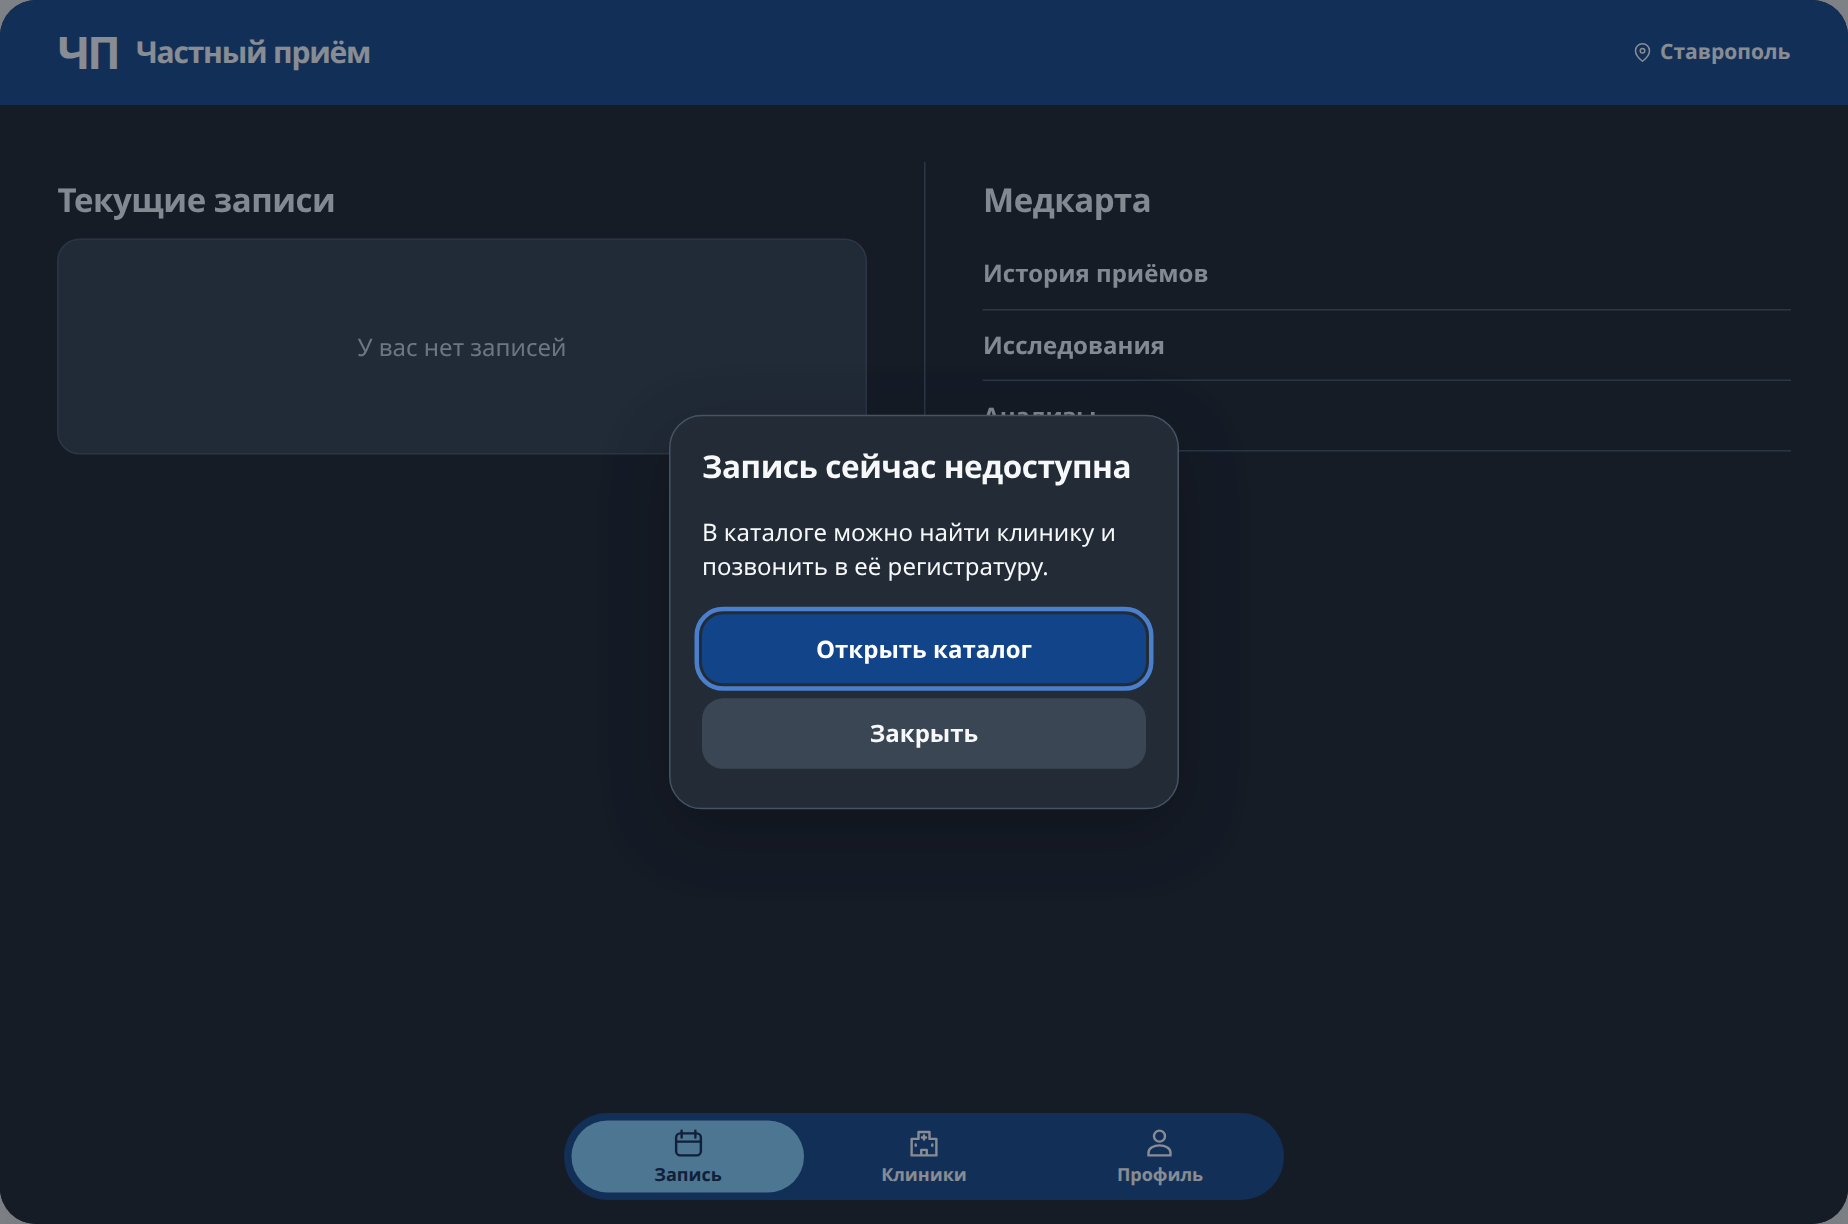 ЧП Частный приём
Ставрополь
Текущие записи
У вас нет записей
Медкарта
История приёмов
Исследования
Анализы
Запись сейчас недоступна
В каталоге можно найти клинику и
позвонить в её регистратуру.
Открыть каталог
Закрыть
Запись
Клиники
Профиль